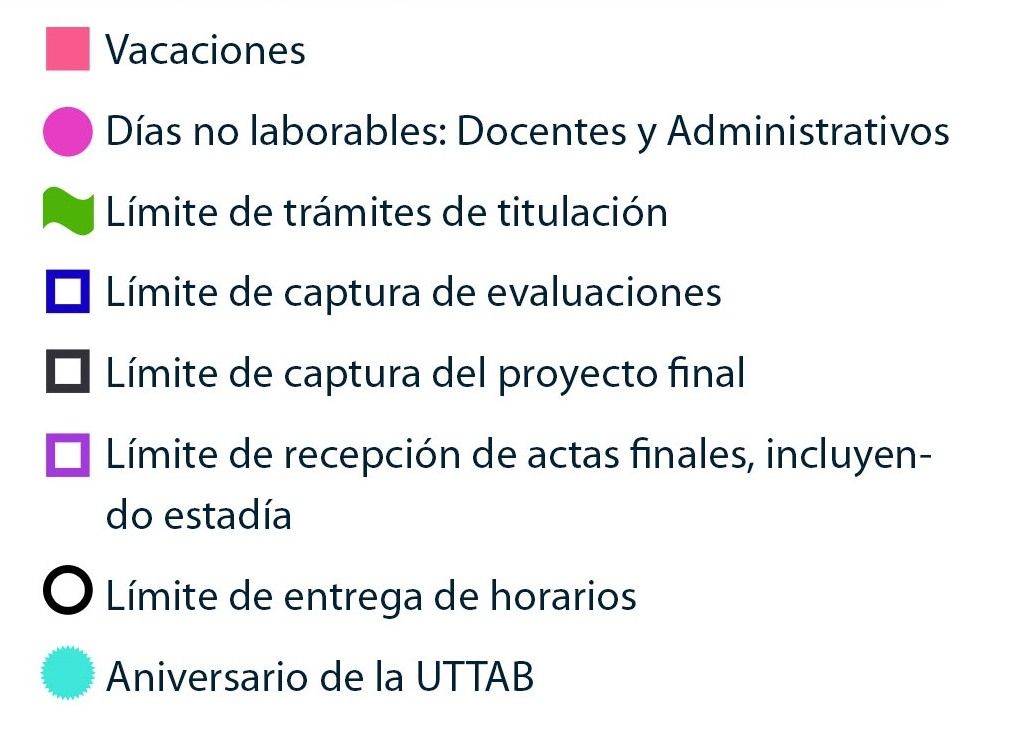 Vacaciones
Días no laborables: Docentes y Administrativos
Límite de trámites de titulación
Límite de captura de evaluaciones
Límite de captura del proyecto final
Límite de recepción de actas finales, incluyen-
do estadía
Límite de entrega de horarios
Aniversario de la UTTAB